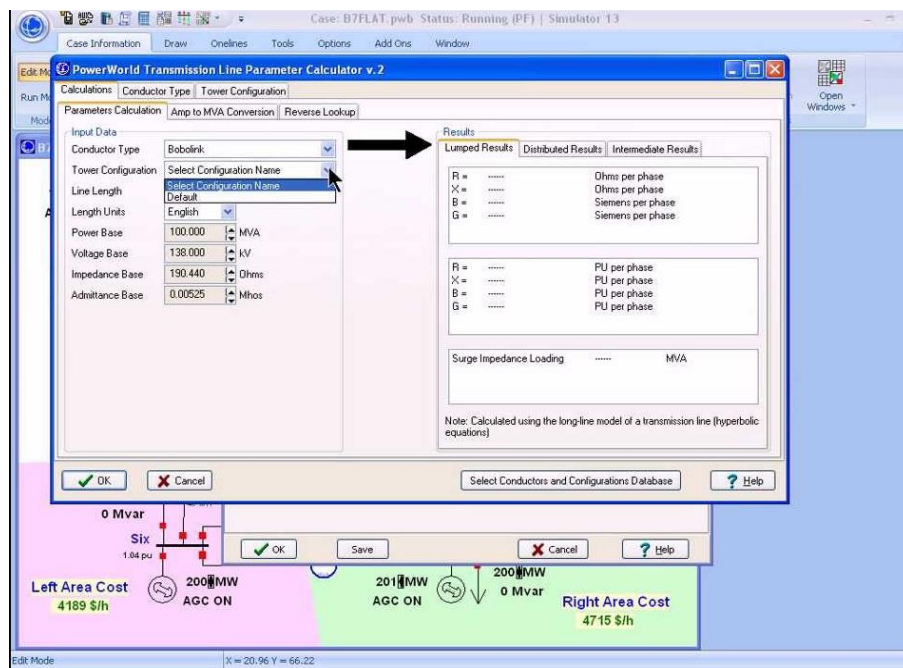 Case: B7FLAT.pwb Status: Running (PF) | Simulator 13
Case Information Draw Onelines Tools Options Add Ons Window
Edit Mo
Run Mo
Mod
Open
Windows
PowerWorld Transmission Line Parameter Calculator v.2
Calculations Conductor Type Tower Configuration
Parameters Calculation Amp to MVA Conversion Reverse Lookup
Input Data
Conductor Type Bobolink
Tower Configuration Select Configuration Name
Select Configuration Name
Default
Line Length
Length Units English
Power Base 100.000 MVA
Voltage Base 138.000 kV
Impedance Base 190.440 Ohms
Admittance Base 0.00525 Mhos
Results
Lumped Results Distributed Results Intermediate Results
R = ------ Ohms per phase
X = ------ Ohms per phase
B = ------ Siemens per phase
G = ------ Siemens per phase
R = ------ PU per phase
X = ------ PU per phase
B = ------ PU per phase
G = ------ PU per phase
Surge Impedance Loading ------ MVA
Note: Calculated using the long-line model of a transmission line (hyperbolic
equations)
OK Cancel Select Conductors and Configurations Database ? Help
0 Mvar
Six
1.04 pu
OK Save Cancel ? Help
200 MW
AGC ON
201 MW
AGC ON
200 MW
0 Mvar
Left Area Cost
4189 $/h
Right Area Cost
4715 $/h
Edit Mode X = 20.96 Y = 66.22